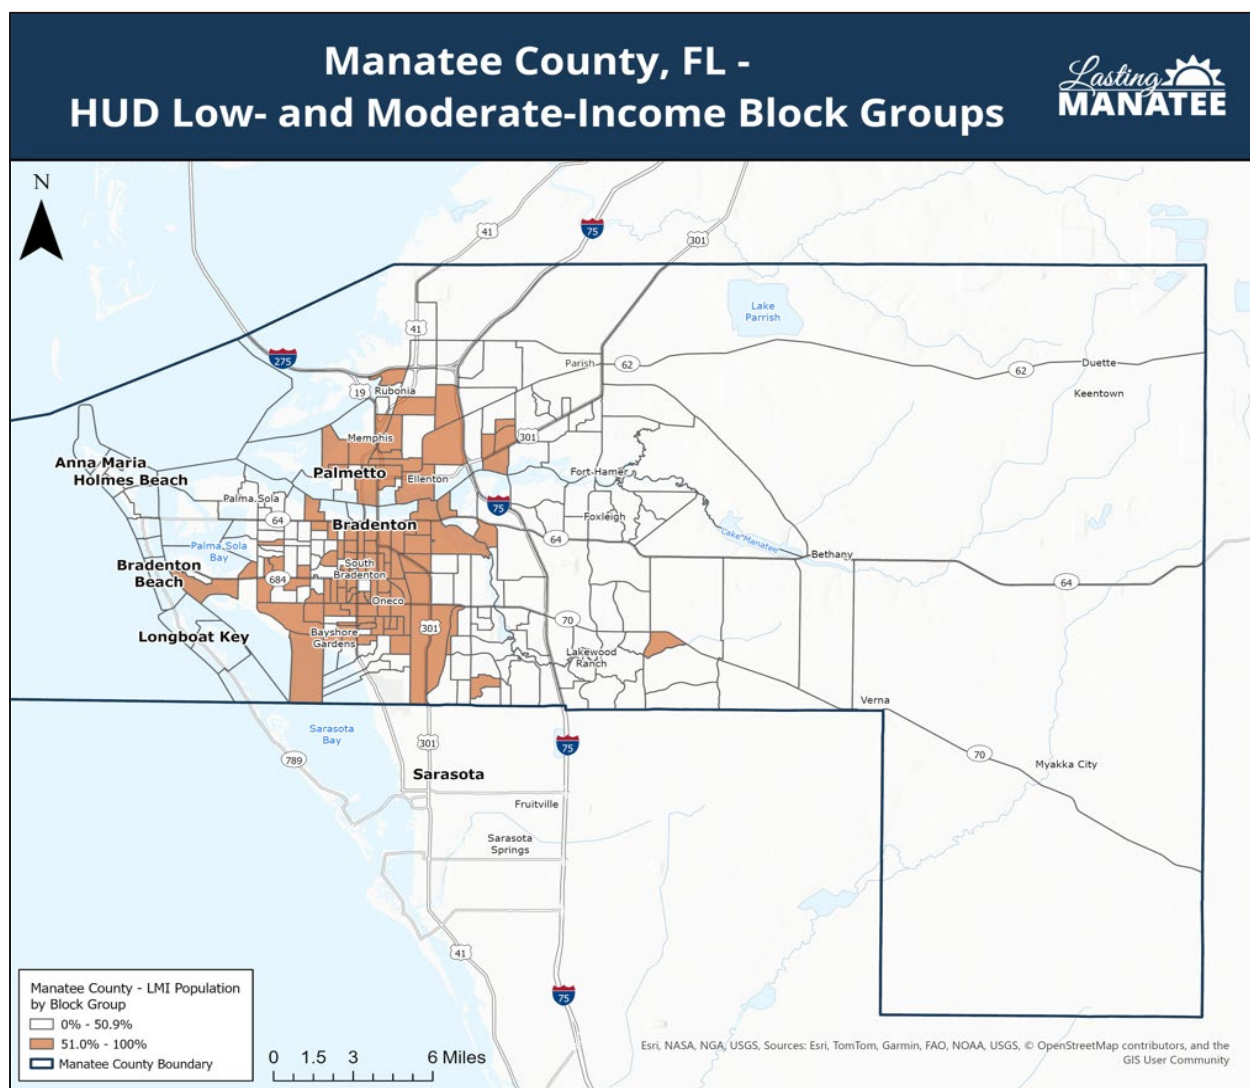 Manatee County, FL -
HUD Low- and Moderate-Income Block Groups
Lasting
MANATEE
N
41
75
301
Lake
Parrish
41
275
Parish
62
62
Duette
19
Rubonia
Keentown
Memphis
301
Anna Maria
Holmes Beach
Palmetto
Ellenton
Fort Hamer
Palma Sola
75
64
Bradenton
Foxleigh
Palma Sola
Bay
64
Lake Manatee
Bethany
Bradenton
Beach
684
South
Bradenton
64
Oneco
70
Longboat Key
Bayshore
Gardens
301
Lakewood
Ranch
Verna
Sarasota
Bay
301
75
70
789
Myakka City
Sarasota
Fruitville
Sarasota
Springs
41
75
Manatee County - LMI Population
by Block Group
0% - 50.9%
51.0% - 100%
Manatee County Boundary
0 1.5 3 6 Miles
Esri, NASA, NGA, USGS, Sources: Esri, TomTom, Garmin, FAO, NOAA, USGS, © OpenStreetMap contributors, and the
GIS User Community